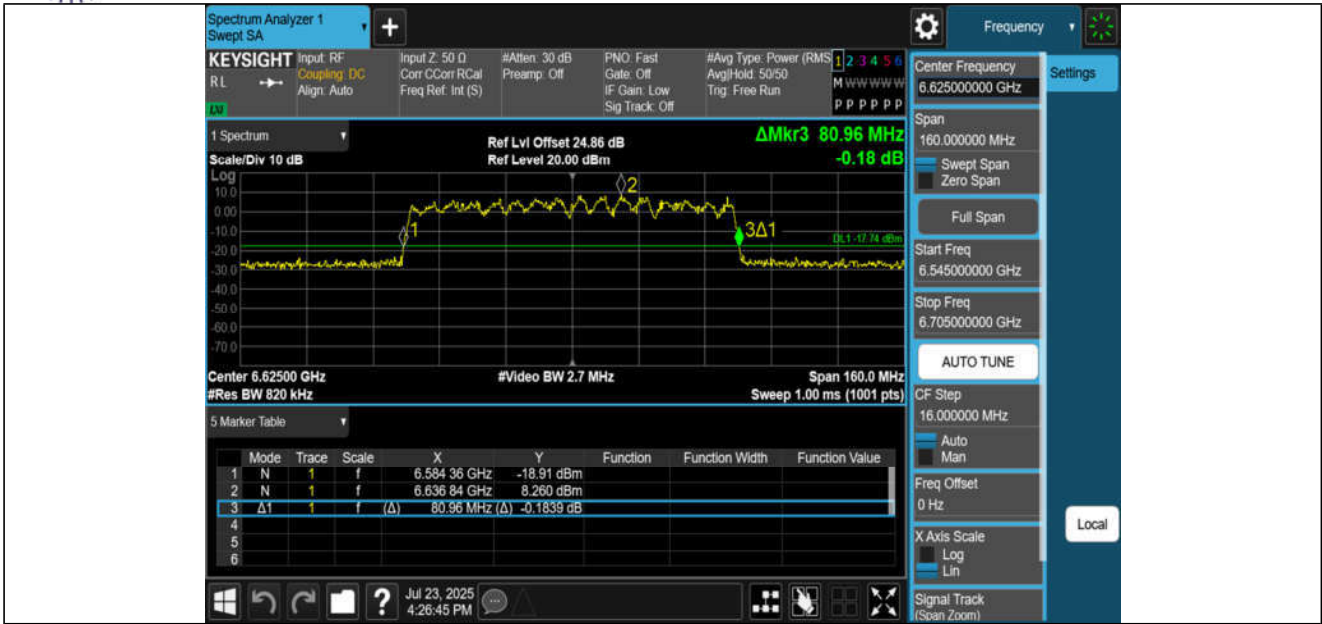 Spectrum Analyzer 1
Swept SA
+
Frequency
Settings
KEYSIGHT
RL
LXI
Input: RF
Coupling: DC
Align: Auto
Input Z: 50 Ω
Corr CCorr RCal
Freq Ref: Int (S)
#Atten: 30 dB
Preamp: Off
PNO: Fast
Gate: Off
IF Gain: Low
Sig Track: Off
#Avg Type: Power (RMS
Avg|Hold: 50/50
Trig: Free Run
1 2 3 4 5 6
M W W W W W
P P P P P P
1 Spectrum
Scale/Div 10 dB
Ref Lvl Offset 24.86 dB
Ref Level 20.00 dBm
ΔMkr3 80.96 MHz
-0.18 dB
Log
10.0
0.00
-10.0
-20.0
-30.0
-40.0
-50.0
-60.0
-70.0
1
2
3Δ1
DL1 -17.74 dBm
Center 6.62500 GHz
#Video BW 2.7 MHz
Span 160.0 MHz
#Res BW 820 kHz
Sweep 1.00 ms (1001 pts)
5 Marker Table
Mode Trace Scale X Y Function Function Width Function Value
1 N 1 f 6.584 36 GHz -18.91 dBm
2 N 1 f 6.636 84 GHz 8.260 dBm
3 Δ1 1 f (Δ) 80.96 MHz (Δ) -0.1839 dB
4
5
6
Center Frequency
6.625000000 GHz
Span
160.000000 MHz
Swept Span
Zero Span
Full Span
Start Freq
6.545000000 GHz
Stop Freq
6.705000000 GHz
AUTO TUNE
CF Step
16.000000 MHz
Auto
Man
Freq Offset
0 Hz
X Axis Scale
Log
Lin
Signal Track
(Span Zoom)
Local
?
Jul 23, 2025
4:26:45 PM